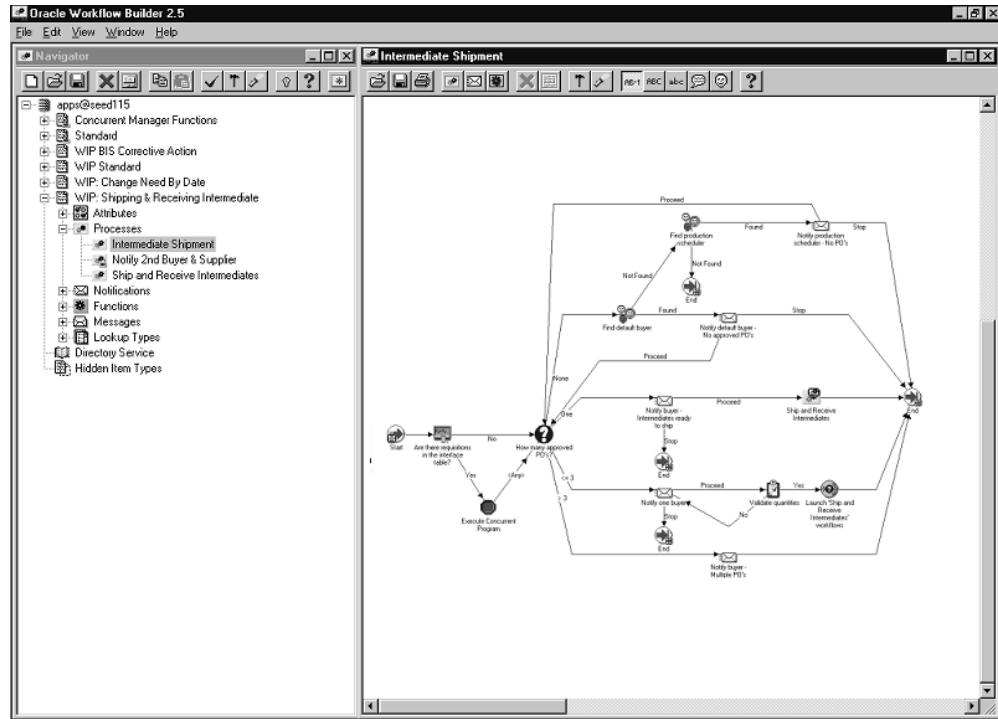 Oracle Workflow Builder 2.5
File Edit View Window Help
Navigator
apps@seed115
Concurrent Manager Functions
Standard
WIP BIS Corrective Action
WIP Standard
WIP: Change Need By Date
WIP: Shipping & Receiving Intermediate
Attributes
Processes
Intermediate Shipment
Notify 2nd Buyer & Supplier
Ship and Receive Intermediates
Notifications
Functions
Messages
Lookup Types
Directory Service
Hidden Item Types
Intermediate Shipment
AB-1 ABC abc
Proceed
Find production
scheduler
Found
Notify production
scheduler - No PO's
Stop
Not Found
Not Found
End
Find default buyer
Found
Notify default buyer -
No approved PO's
Stop
Proceed
None
One
Notify buyer -
Intermediates ready
to ship
Proceed
Ship and Receive
Intermediates
End
Start
Are there requisitions
in the interface
table?
No
How many approved
PO's?
Stop
End
Yes
<Any>
Execute Concurrent
Program
<= 3
> 3
Notify one buyer
Proceed
Validate quantities
Yes
Launch 'Ship and
Receive
Intermediates'
workflows
No
Stop
End
Notify buyer -
Multiple PO's